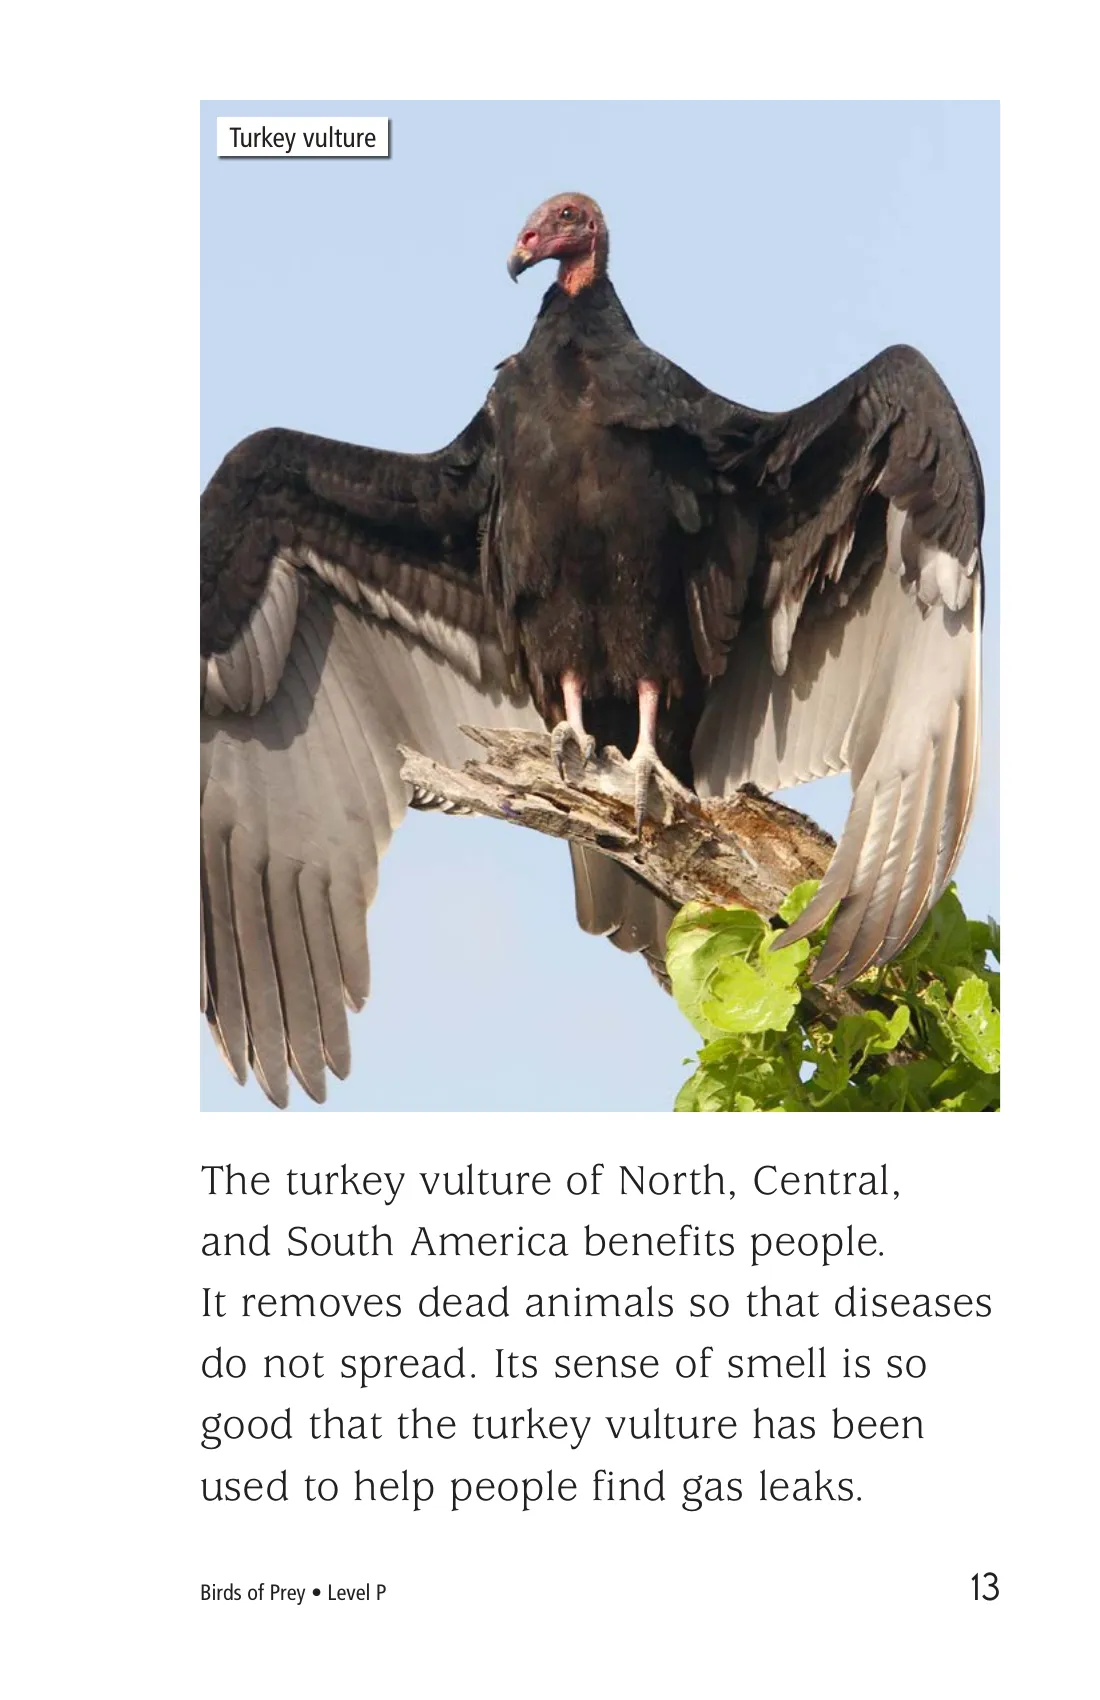 Turkey vulture
The turkey vulture of North, Central,
and South America benefits people.
It removes dead animals so that diseases
do not spread. Its sense of smell is so
good that the turkey vulture has been
used to help people find gas leaks.
Birds of Prey • Level P
13